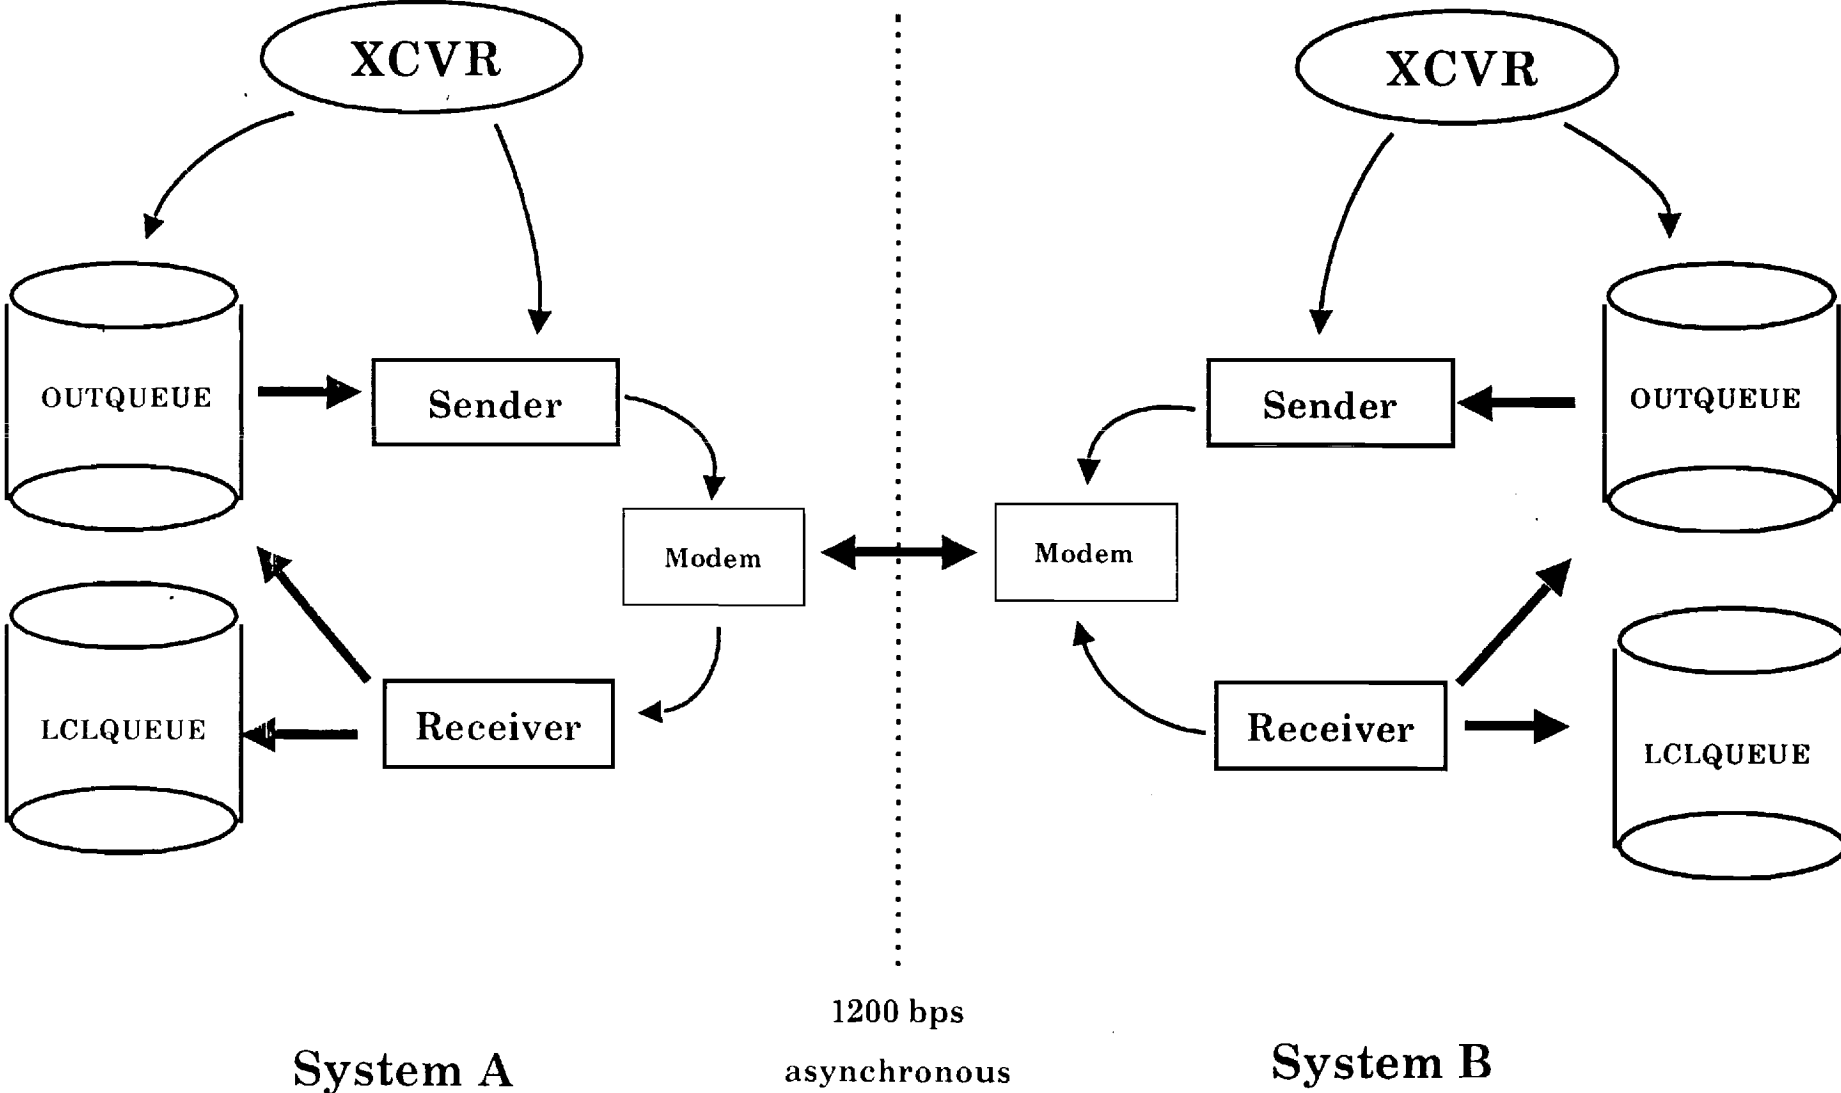 XCVR
XCVR
OUTQUEUE
Sender
Sender
OUTQUEUE
Modem
Modem
LCLQUEUE
Receiver
Receiver
LCLQUEUE
1200 bps
asynchronous
System A
System B